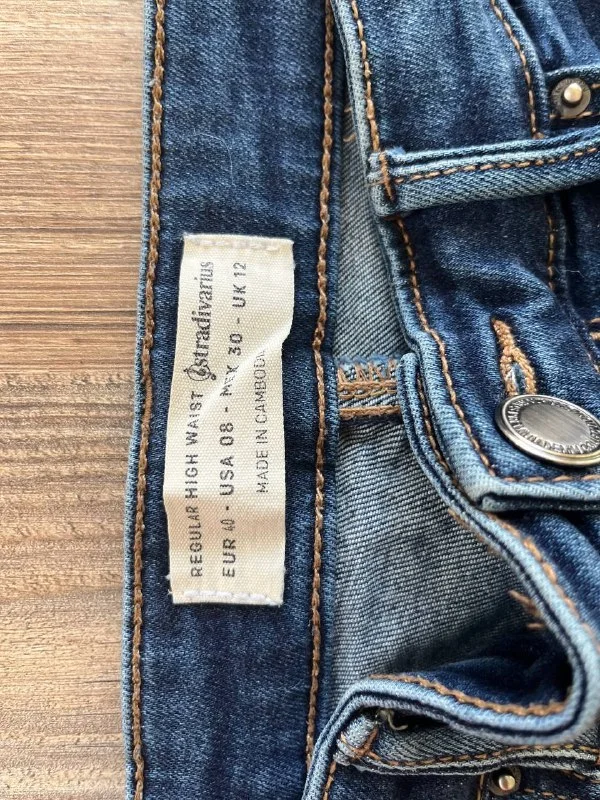 REGULAR HIGH WAIST stradivarius
EUR 40 - USA 08 - MEX 30 - UK 12
MADE IN CAMBODIA